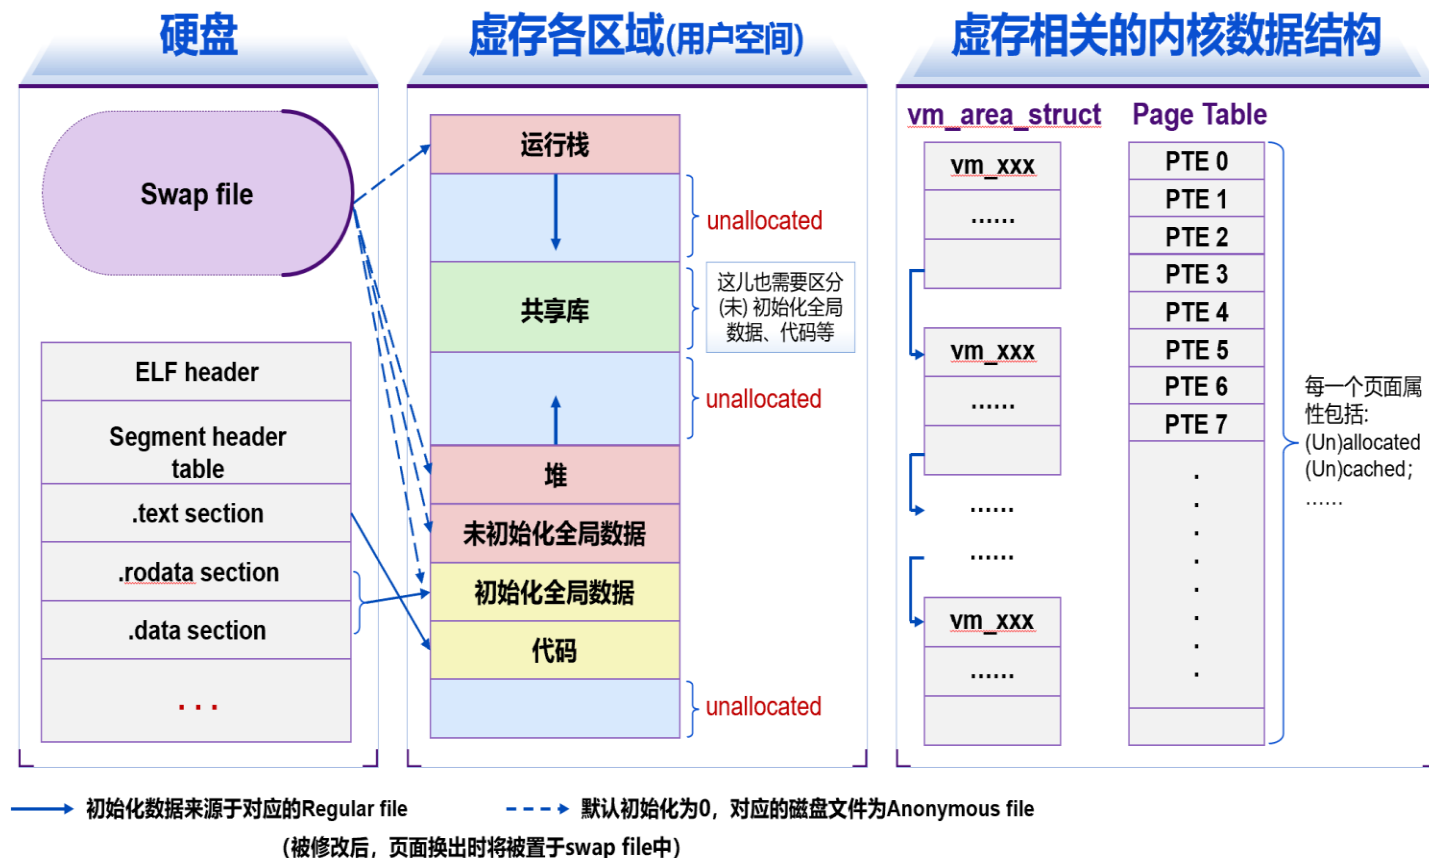 硬盘
虚存各区域(用户空间)
虚存相关的内核数据结构
Swap file
ELF header
Segment header
table
.text section
.rodata section
.data section
...
运行栈
unallocated
共享库
这儿也需要区分
(未) 初始化全局
数据、代码等
unallocated
堆
未初始化全局数据
初始化全局数据
代码
unallocated
vm_area_struct
vm_xxx
......
vm_xxx
......
......
......
vm_xxx
......
Page Table
PTE 0
PTE 1
PTE 2
PTE 3
PTE 4
PTE 5
PTE 6
PTE 7
.
.
.
.
.
.
.
.
每一个页面属
性包括:
(Un)allocated
(Un)cached；
......
初始化数据来源于对应的Regular file
默认初始化为0，对应的磁盘文件为Anonymous file
（被修改后，页面换出时将被置于swap file中）